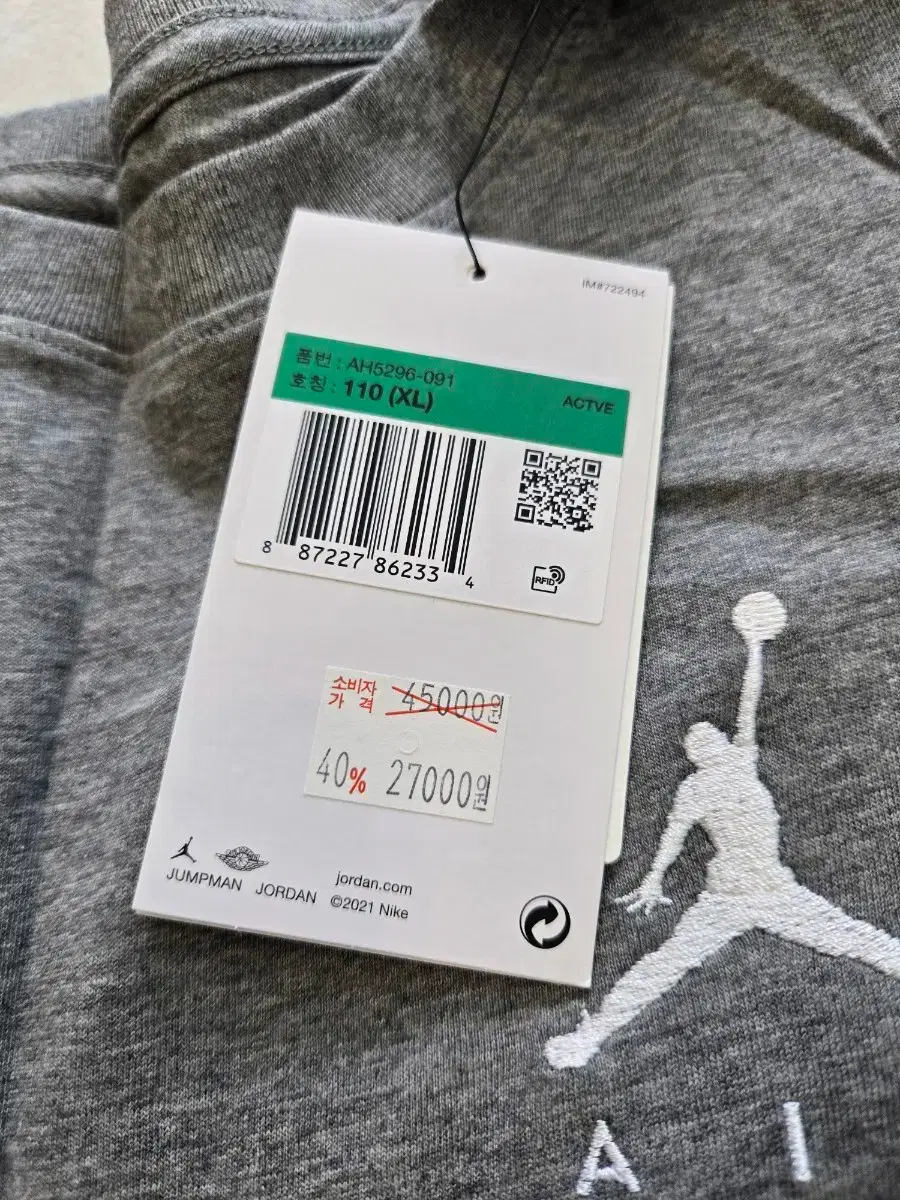 IM#722494
품번 : AH5296-091
호칭 : 110 (XL)
ACTVE
8 87227 86233 4
RFID
소비자
가 격 45000원
40% 27000원
JUMPMAN JORDAN jordan.com
©2021 Nike
A I